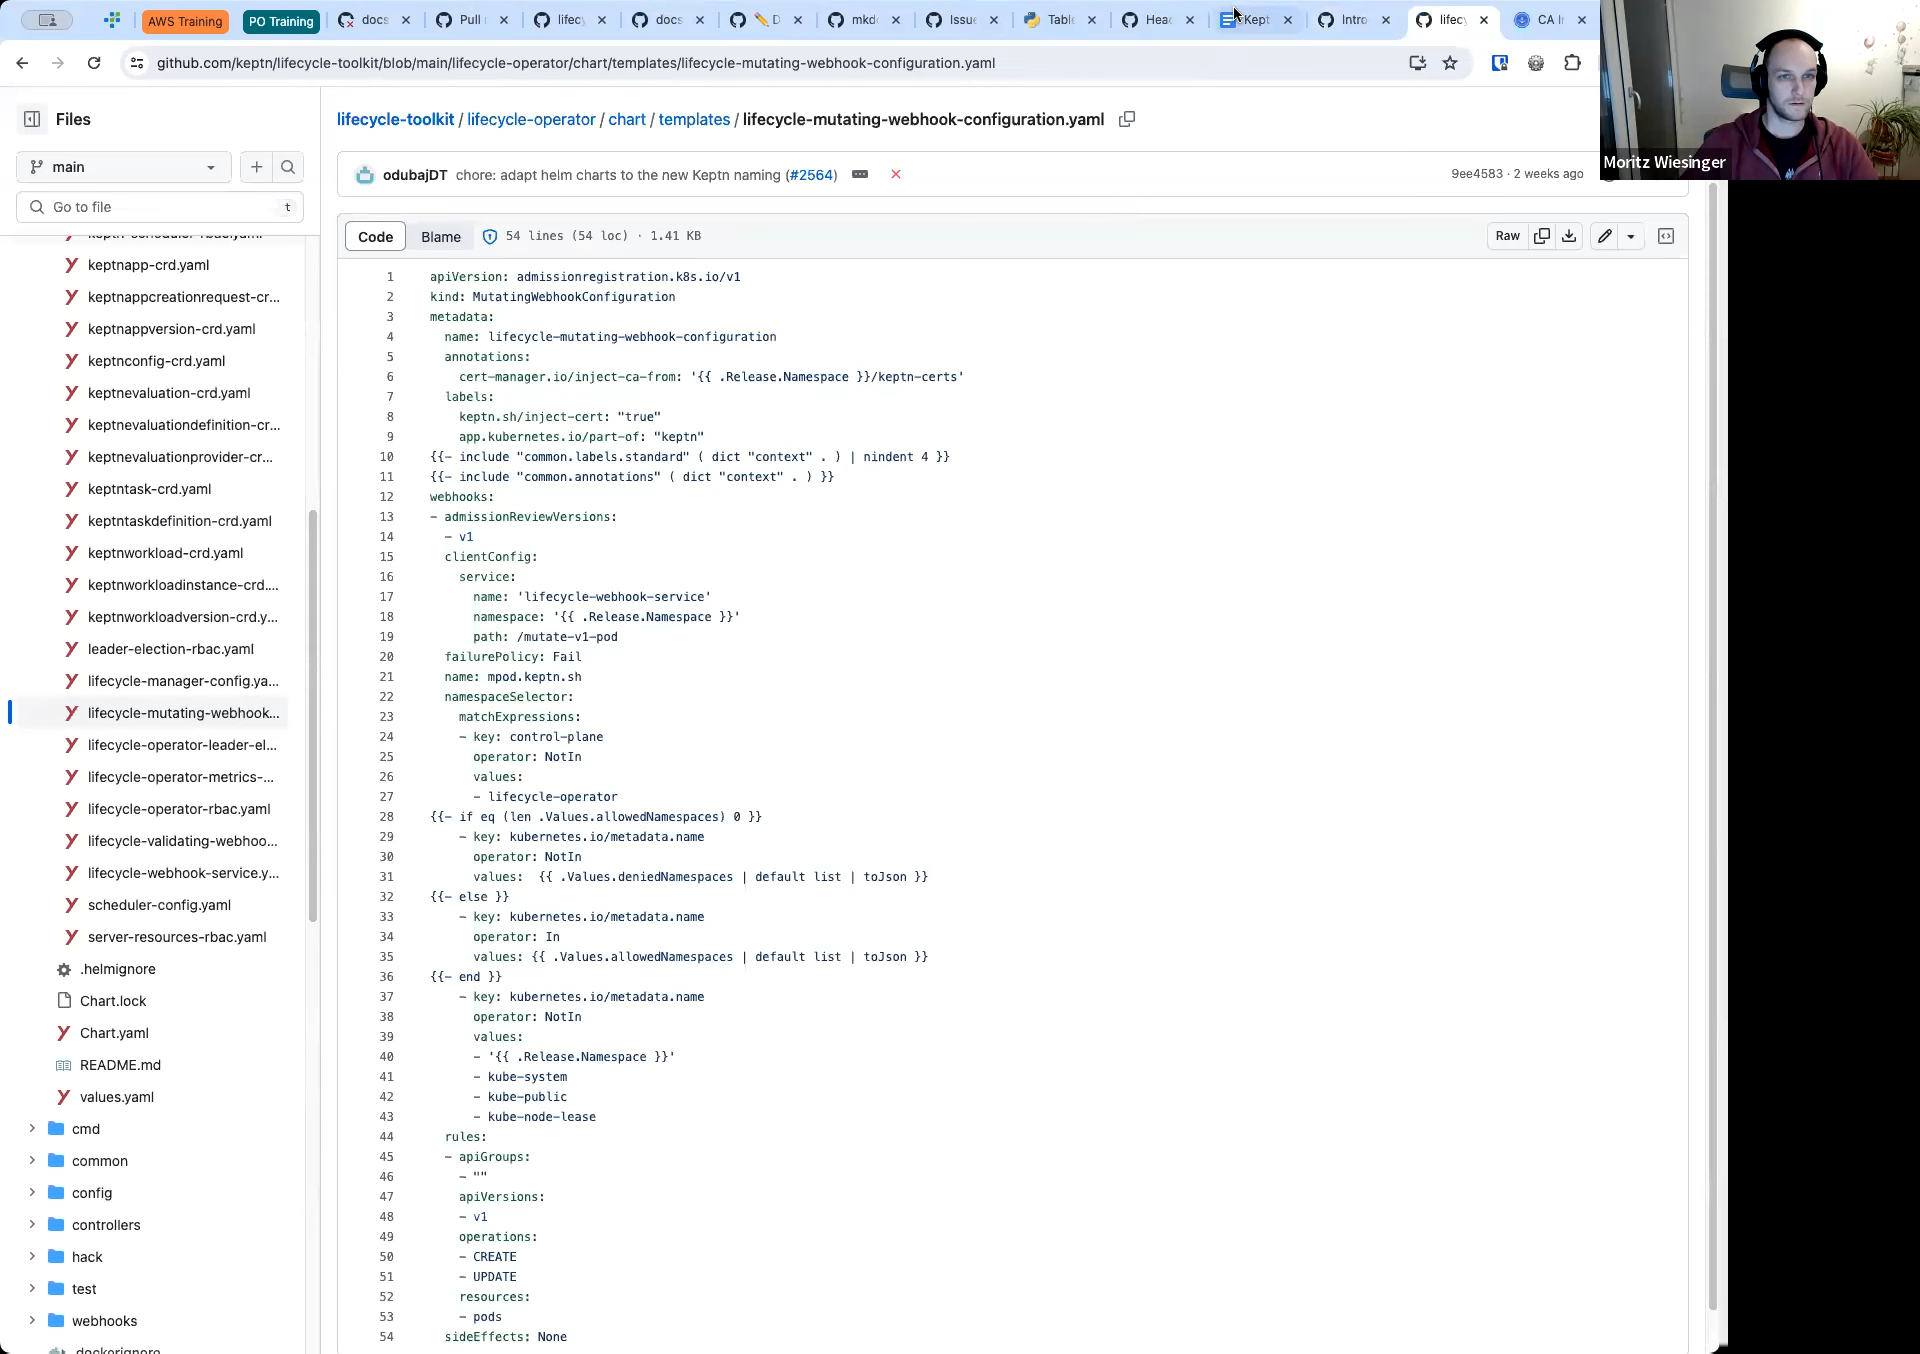 AWS Training
PO Training
docs
Pull
lifecy
docs
D
mkdo
Issue
Table
Head
Kept
Intro
lifecy
CA I
github.com/keptn/lifecycle-toolkit/blob/main/lifecycle-operator/chart/templates/lifecycle-mutating-webhook-configuration.yaml
Moritz Wiesinger
Files
lifecycle-toolkit / lifecycle-operator / chart / templates / lifecycle-mutating-webhook-configuration.yaml
main
odubajDT chore: adapt helm charts to the new Keptn naming (#2564)
9ee4583 · 2 weeks ago
Go to file
t
Code
Blame
54 lines (54 loc) · 1.41 KB
Raw
keptn-scheduler-rbac.yaml
keptnapp-crd.yaml
keptnappcreationrequest-cr...
keptnappversion-crd.yaml
keptnconfig-crd.yaml
keptnevaluation-crd.yaml
keptnevaluationdefinition-cr...
keptnevaluationprovider-cr...
keptntask-crd.yaml
keptntaskdefinition-crd.yaml
keptnworkload-crd.yaml
keptnworkloadinstance-crd....
keptnworkloadversion-crd.y...
leader-election-rbac.yaml
lifecycle-manager-config.ya...
lifecycle-mutating-webhook...
lifecycle-operator-leader-el...
lifecycle-operator-metrics-...
lifecycle-operator-rbac.yaml
lifecycle-validating-webhoo...
lifecycle-webhook-service.y...
scheduler-config.yaml
server-resources-rbac.yaml
.helmignore
Chart.lock
Chart.yaml
README.md
values.yaml
cmd
common
config
controllers
hack
test
webhooks
.dockerignore
1 apiVersion: admissionregistration.k8s.io/v1
2 kind: MutatingWebhookConfiguration
3 metadata:
4   name: lifecycle-mutating-webhook-configuration
5   annotations:
6     cert-manager.io/inject-ca-from: '{{ .Release.Namespace }}/keptn-certs'
7   labels:
8     keptn.sh/inject-cert: "true"
9     app.kubernetes.io/part-of: "keptn"
10 {{- include "common.labels.standard" ( dict "context" . ) | nindent 4 }}
11 {{- include "common.annotations" ( dict "context" . ) }}
12 webhooks:
13 - admissionReviewVersions:
14   - v1
15   clientConfig:
16     service:
17       name: 'lifecycle-webhook-service'
18       namespace: '{{ .Release.Namespace }}'
19       path: /mutate-v1-pod
20   failurePolicy: Fail
21   name: mpod.keptn.sh
22   namespaceSelector:
23     matchExpressions:
24     - key: control-plane
25       operator: NotIn
26       values:
27       - lifecycle-operator
28 {{- if eq (len .Values.allowedNamespaces) 0 }}
29     - key: kubernetes.io/metadata.name
30       operator: NotIn
31       values:  {{ .Values.deniedNamespaces | default list | toJson }}
32 {{- else }}
33     - key: kubernetes.io/metadata.name
34       operator: In
35       values: {{ .Values.allowedNamespaces | default list | toJson }}
36 {{- end }}
37     - key: kubernetes.io/metadata.name
38       operator: NotIn
39       values:
40       - '{{ .Release.Namespace }}'
41       - kube-system
42       - kube-public
43       - kube-node-lease
44   rules:
45   - apiGroups:
46     - ""
47     apiVersions:
48     - v1
49     operations:
50     - CREATE
51     - UPDATE
52     resources:
53     - pods
54   sideEffects: None